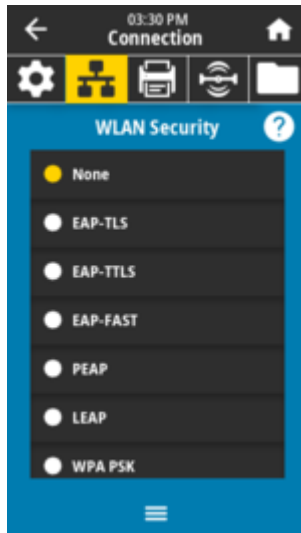 03:30 PM
Connection
WLAN Security
?
None
EAP-TLS
EAP-TTLS
EAP-FAST
PEAP
LEAP
WPA PSK